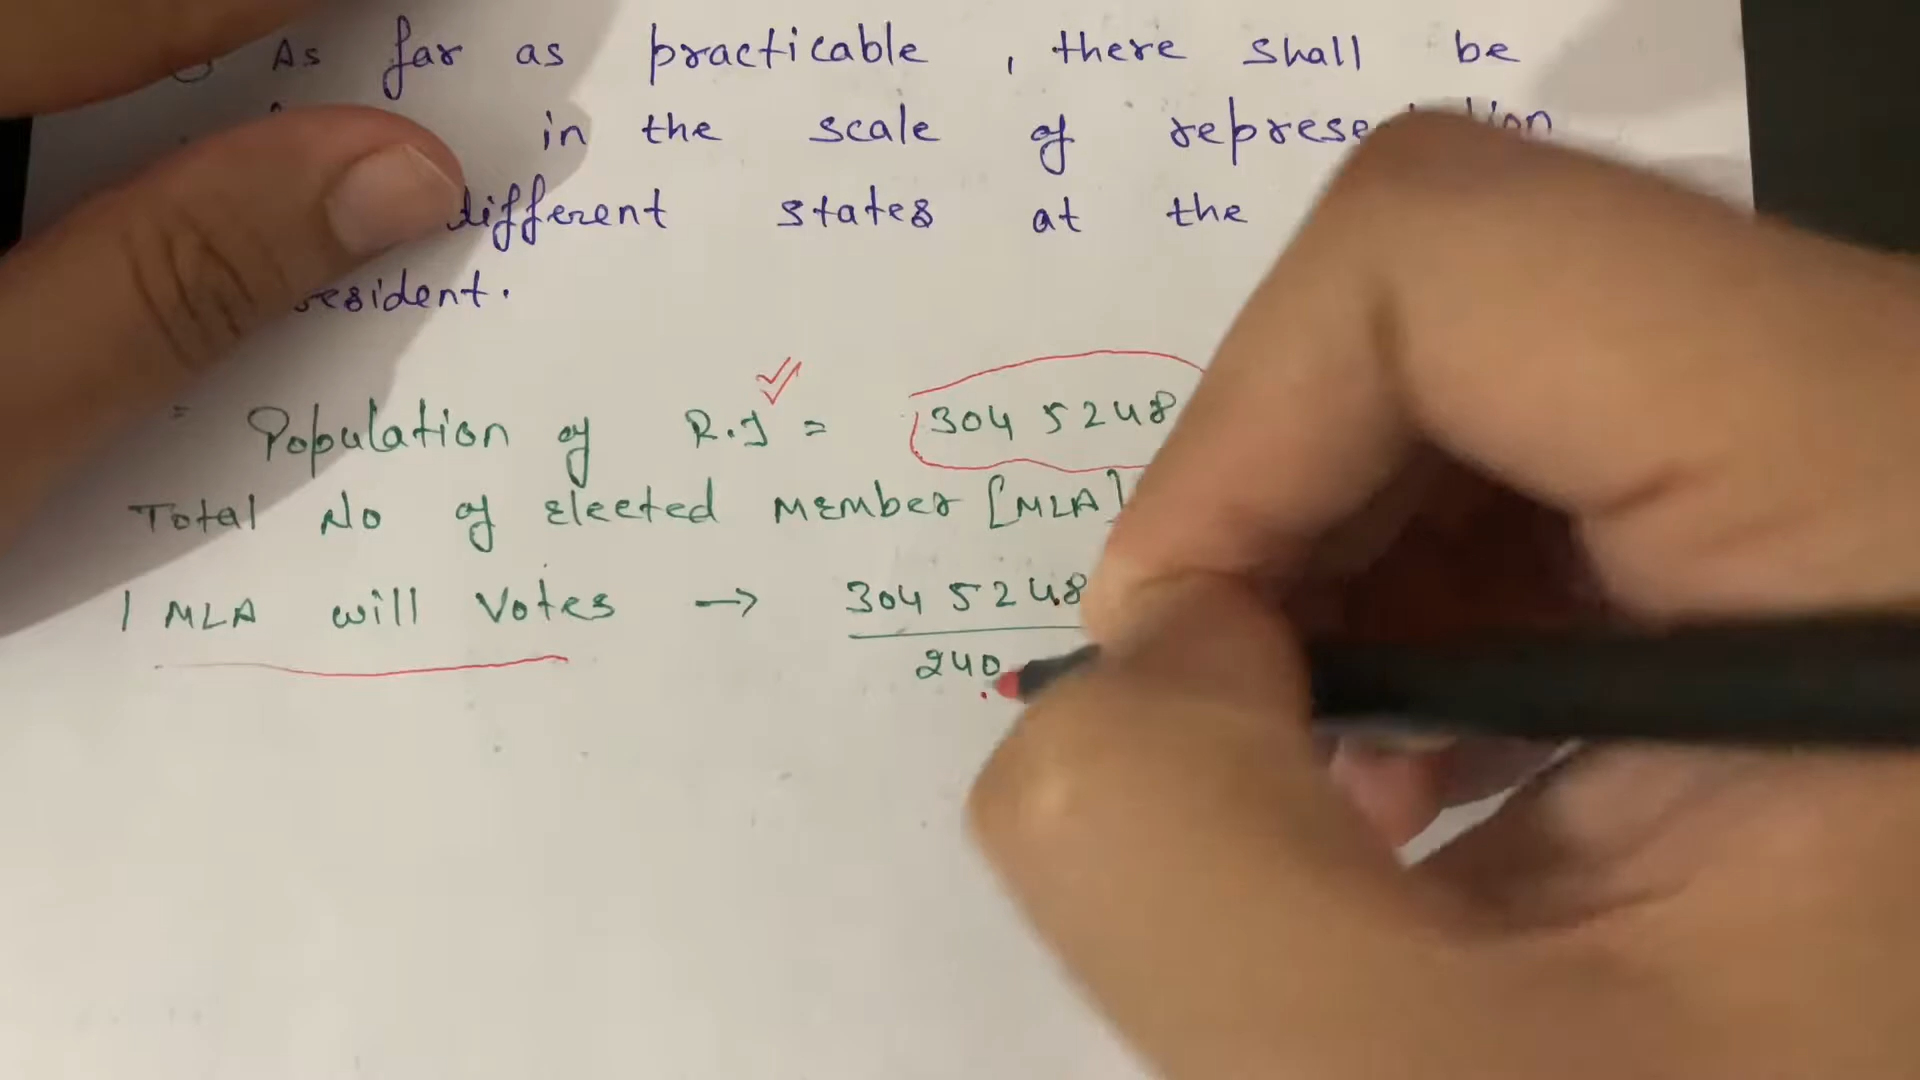 As far as practicable , there shall be
in the scale of
different states at the
resident.
Population of R.J = 304 5248
Total No of elected Member [MLA]
1 MLA will Votes → 304 5248
240